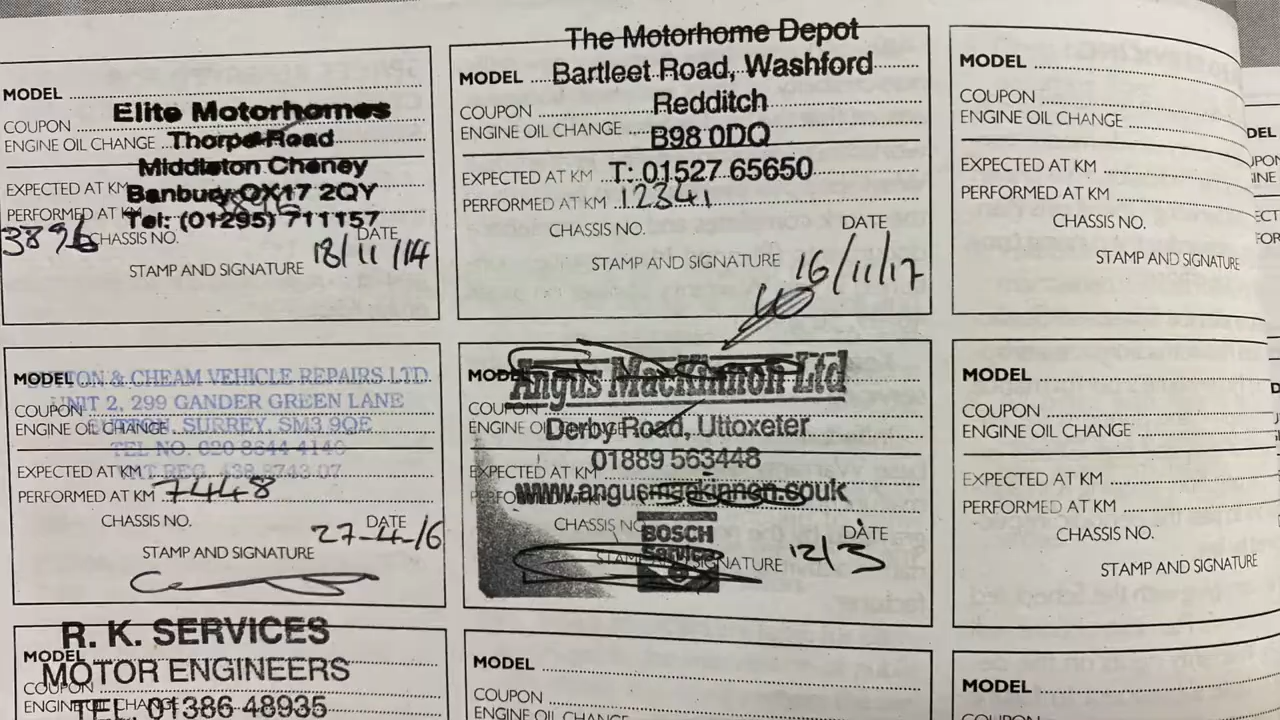 MODEL
Elite Motorhomes
COUPON
ENGINE OIL CHANGE Thorpe Road
Middleton Cheney
EXPECTED AT KM
Banbury OX17 2QY
PERFORMED AT KM
Tel: (01295) 711157
3896 CHASSIS NO. DATE
STAMP AND SIGNATURE 18/11/14
The Motorhome Depot
MODEL Bartleet Road, Washford
COUPON Redditch
ENGINE OIL CHANGE B98 0DQ
EXPECTED AT KM T: 01527 65650
PERFORMED AT KM 12341
CHASSIS NO. DATE
STAMP AND SIGNATURE 16/11/17
MODEL
COUPON
ENGINE OIL CHANGE
EXPECTED AT KM
PERFORMED AT KM
CHASSIS NO.
STAMP AND SIGNATURE
MODEL & CHEAM VEHICLE REPAIRS LTD
UNIT 2, 299 GANDER GREEN LANE
COUPON
ENGINE OIL CHANGE SURREY, SM3 9QE
TEL NO. 020 8644 4140
EXPECTED AT KM
PERFORMED AT KM 7448
CHASSIS NO. DATE
STAMP AND SIGNATURE 27-4-16
MODEL Angus MacKinnon Ltd
COUPON
ENGINE OIL CHANGE Derby Road, Uttoxeter
EXPECTED AT KM 01889 563448
www.angusmackinnon.co.uk
CHASSIS NO. DATE
BOSCH
Service
STAMP AND SIGNATURE 12/3
MODEL
COUPON
ENGINE OIL CHANGE
EXPECTED AT KM
PERFORMED AT KM
CHASSIS NO.
STAMP AND SIGNATURE
R. K. SERVICES
MODEL
MOTOR ENGINEERS
COUPON
ENGINE OIL CHANGE
TEL: 01386 48935
MODEL
COUPON
ENGINE OIL CHANGE
MODEL
COUPON